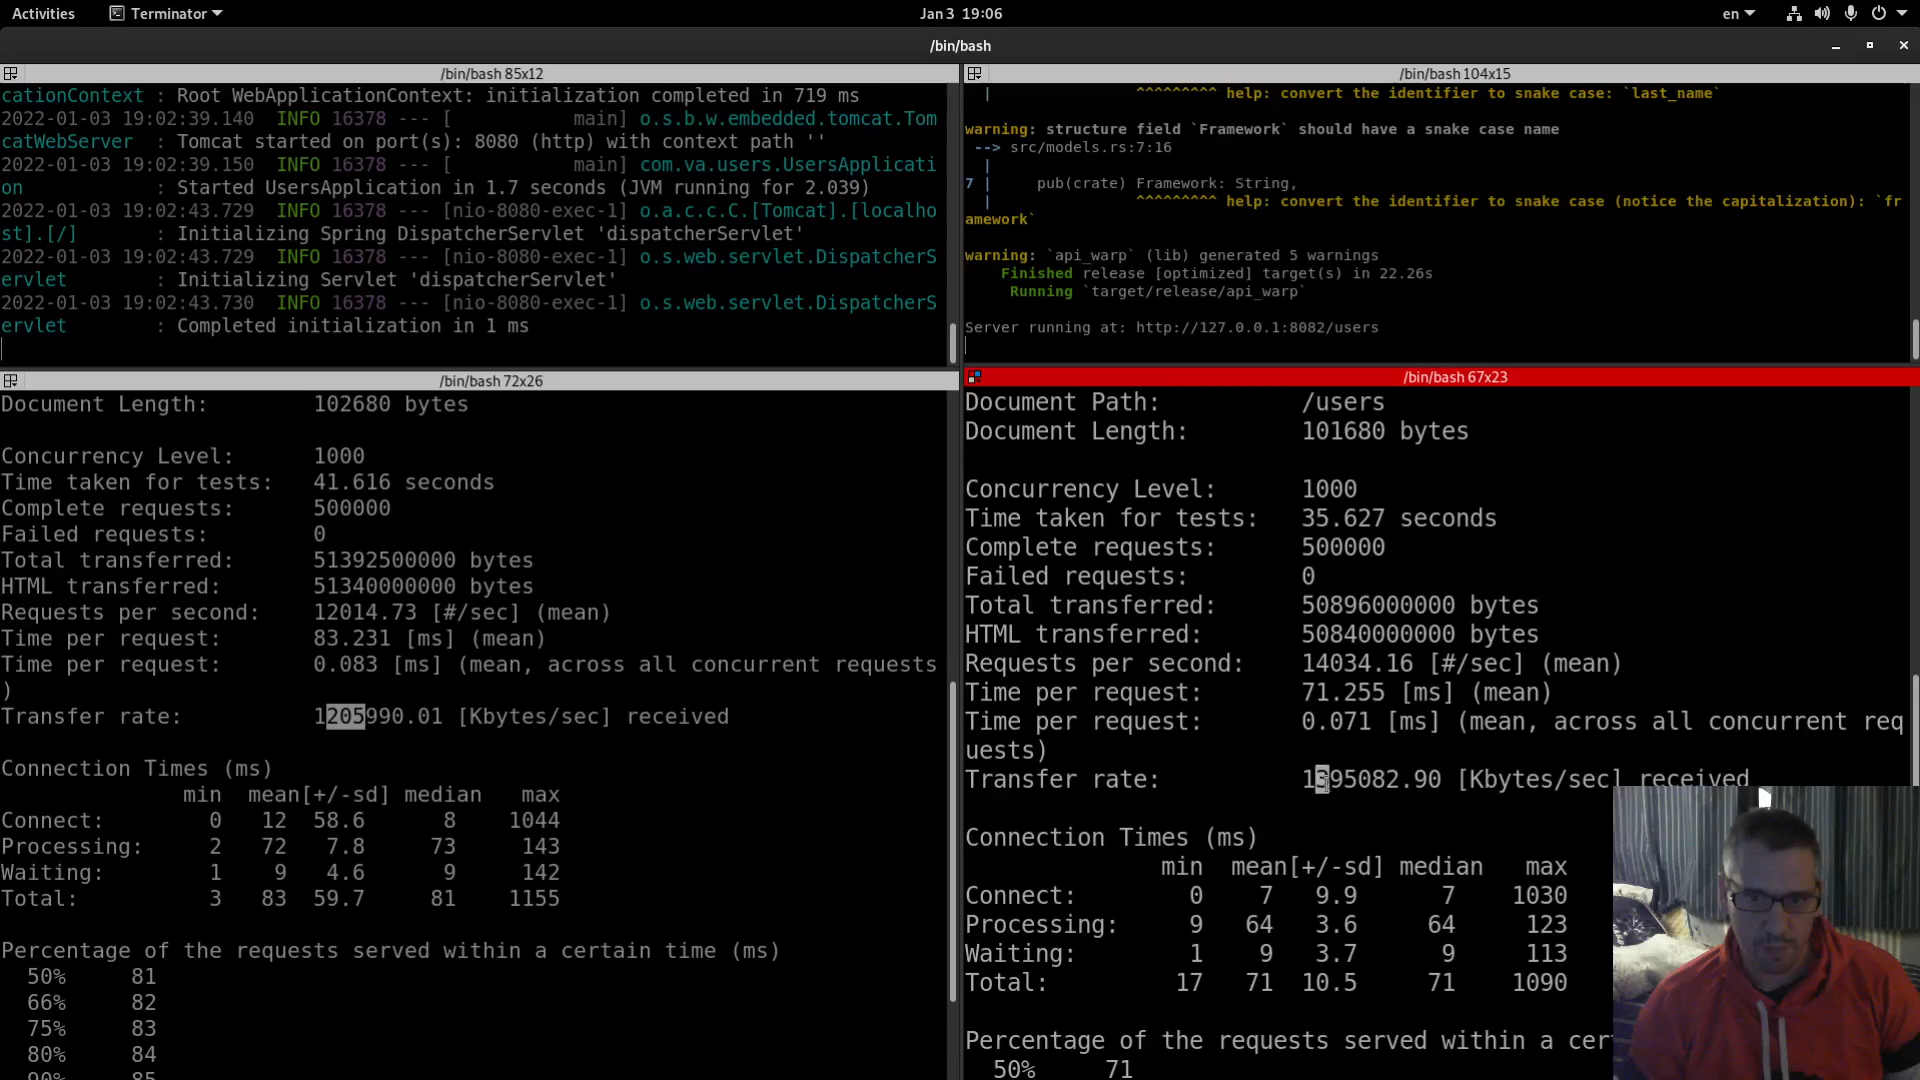 Activities
Terminator
Jan 3 19:06
en
/bin/bash
/bin/bash 85x12
cationContext : Root WebApplicationContext: initialization completed in 719 ms
2022-01-03 19:02:39.140 INFO 16378 --- [ main] o.s.b.w.embedded.tomcat.Tom
catWebServer : Tomcat started on port(s): 8080 (http) with context path ''
2022-01-03 19:02:39.150 INFO 16378 --- [ main] com.va.users.UsersApplicati
on : Started UsersApplication in 1.7 seconds (JVM running for 2.039)
2022-01-03 19:02:43.729 INFO 16378 --- [nio-8080-exec-1] o.a.c.c.C.[Tomcat].[localho
st].[/] : Initializing Spring DispatcherServlet 'dispatcherServlet'
2022-01-03 19:02:43.729 INFO 16378 --- [nio-8080-exec-1] o.s.web.servlet.DispatcherS
ervlet : Initializing Servlet 'dispatcherServlet'
2022-01-03 19:02:43.730 INFO 16378 --- [nio-8080-exec-1] o.s.web.servlet.DispatcherS
ervlet : Completed initialization in 1 ms
/bin/bash 104x15
| ^^^^^^^^^ help: convert the identifier to snake case: `last_name`
warning: structure field `Framework` should have a snake case name
--> src/models.rs:7:16
|
7 | pub(crate) Framework: String,
| ^^^^^^^^^ help: convert the identifier to snake case (notice the capitalization): `fr
amework`
warning: `api_warp` (lib) generated 5 warnings
Finished release [optimized] target(s) in 22.26s
Running `target/release/api_warp`
Server running at: http://127.0.0.1:8082/users
/bin/bash 72x26
Document Length: 102680 bytes
Concurrency Level: 1000
Time taken for tests: 41.616 seconds
Complete requests: 500000
Failed requests: 0
Total transferred: 51392500000 bytes
HTML transferred: 51340000000 bytes
Requests per second: 12014.73 [#/sec] (mean)
Time per request: 83.231 [ms] (mean)
Time per request: 0.083 [ms] (mean, across all concurrent requests
)
Transfer rate: 1205990.01 [Kbytes/sec] received
Connection Times (ms)
min mean[+/-sd] median max
Connect: 0 12 58.6 8 1044
Processing: 2 72 7.8 73 143
Waiting: 1 9 4.6 9 142
Total: 3 83 59.7 81 1155
Percentage of the requests served within a certain time (ms)
50% 81
66% 82
75% 83
80% 84
90% 85
/bin/bash 67x23
Document Path: /users
Document Length: 101680 bytes
Concurrency Level: 1000
Time taken for tests: 35.627 seconds
Complete requests: 500000
Failed requests: 0
Total transferred: 50896000000 bytes
HTML transferred: 50840000000 bytes
Requests per second: 14034.16 [#/sec] (mean)
Time per request: 71.255 [ms] (mean)
Time per request: 0.071 [ms] (mean, across all concurrent req
uests)
Transfer rate: 1395082.90 [Kbytes/sec] received
Connection Times (ms)
min mean[+/-sd] median max
Connect: 0 7 9.9 7 1030
Processing: 9 64 3.6 64 123
Waiting: 1 9 3.7 9 113
Total: 17 71 10.5 71 1090
Percentage of the requests served within a cer
50% 71